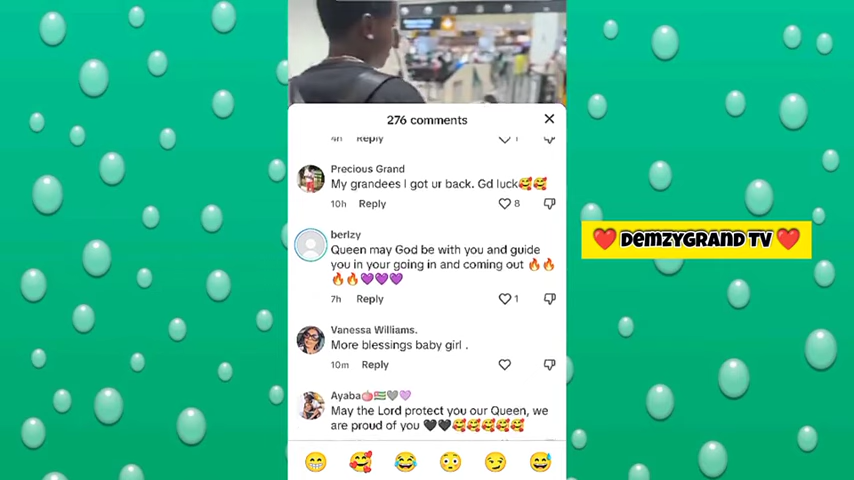 276 comments
4h Reply 1
Precious Grand
My grandees I got ur back. Gd luck🥰🥰
10h Reply 8
DEMZYGRAND TV
berlzy
Queen may God be with you and guide
you in your going in and coming out 🔥🔥
🔥🔥💜💜💜
7h Reply 1
Vanessa Williams.
More blessings baby girl .
10m Reply
Ayaba
May the Lord protect you our Queen, we
are proud of you 🖤🖤🥰🥰🥰🥰🥰